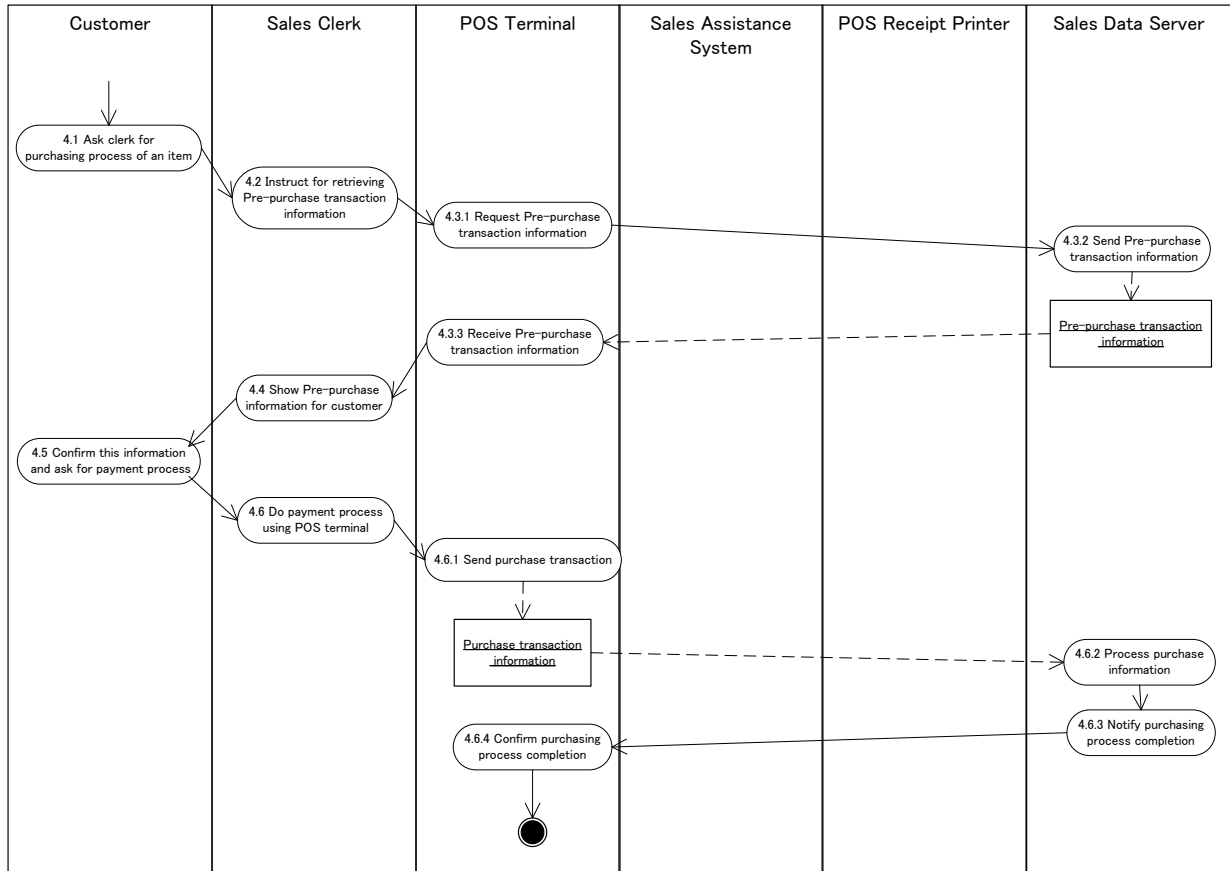 Customer
Sales Clerk
POS Terminal
Sales Assistance
System
POS Receipt Printer
Sales Data Server
4.1 Ask clerk for
purchasing process of an item
4.2 Instruct for retrieving
Pre-purchase transaction
information
4.3.1 Request Pre-purchase
transaction information
4.3.2 Send Pre-purchase
transaction information
Pre-purchase transaction
information
4.3.3 Receive Pre-purchase
transaction information
4.4 Show Pre-purchase
information for customer
4.5 Confirm this information
and ask for payment process
4.6 Do payment process
using POS terminal
4.6.1 Send purchase transaction
Purchase transaction
information
4.6.2 Process purchase
information
4.6.3 Notify purchasing
process completion
4.6.4 Confirm purchasing
process completion